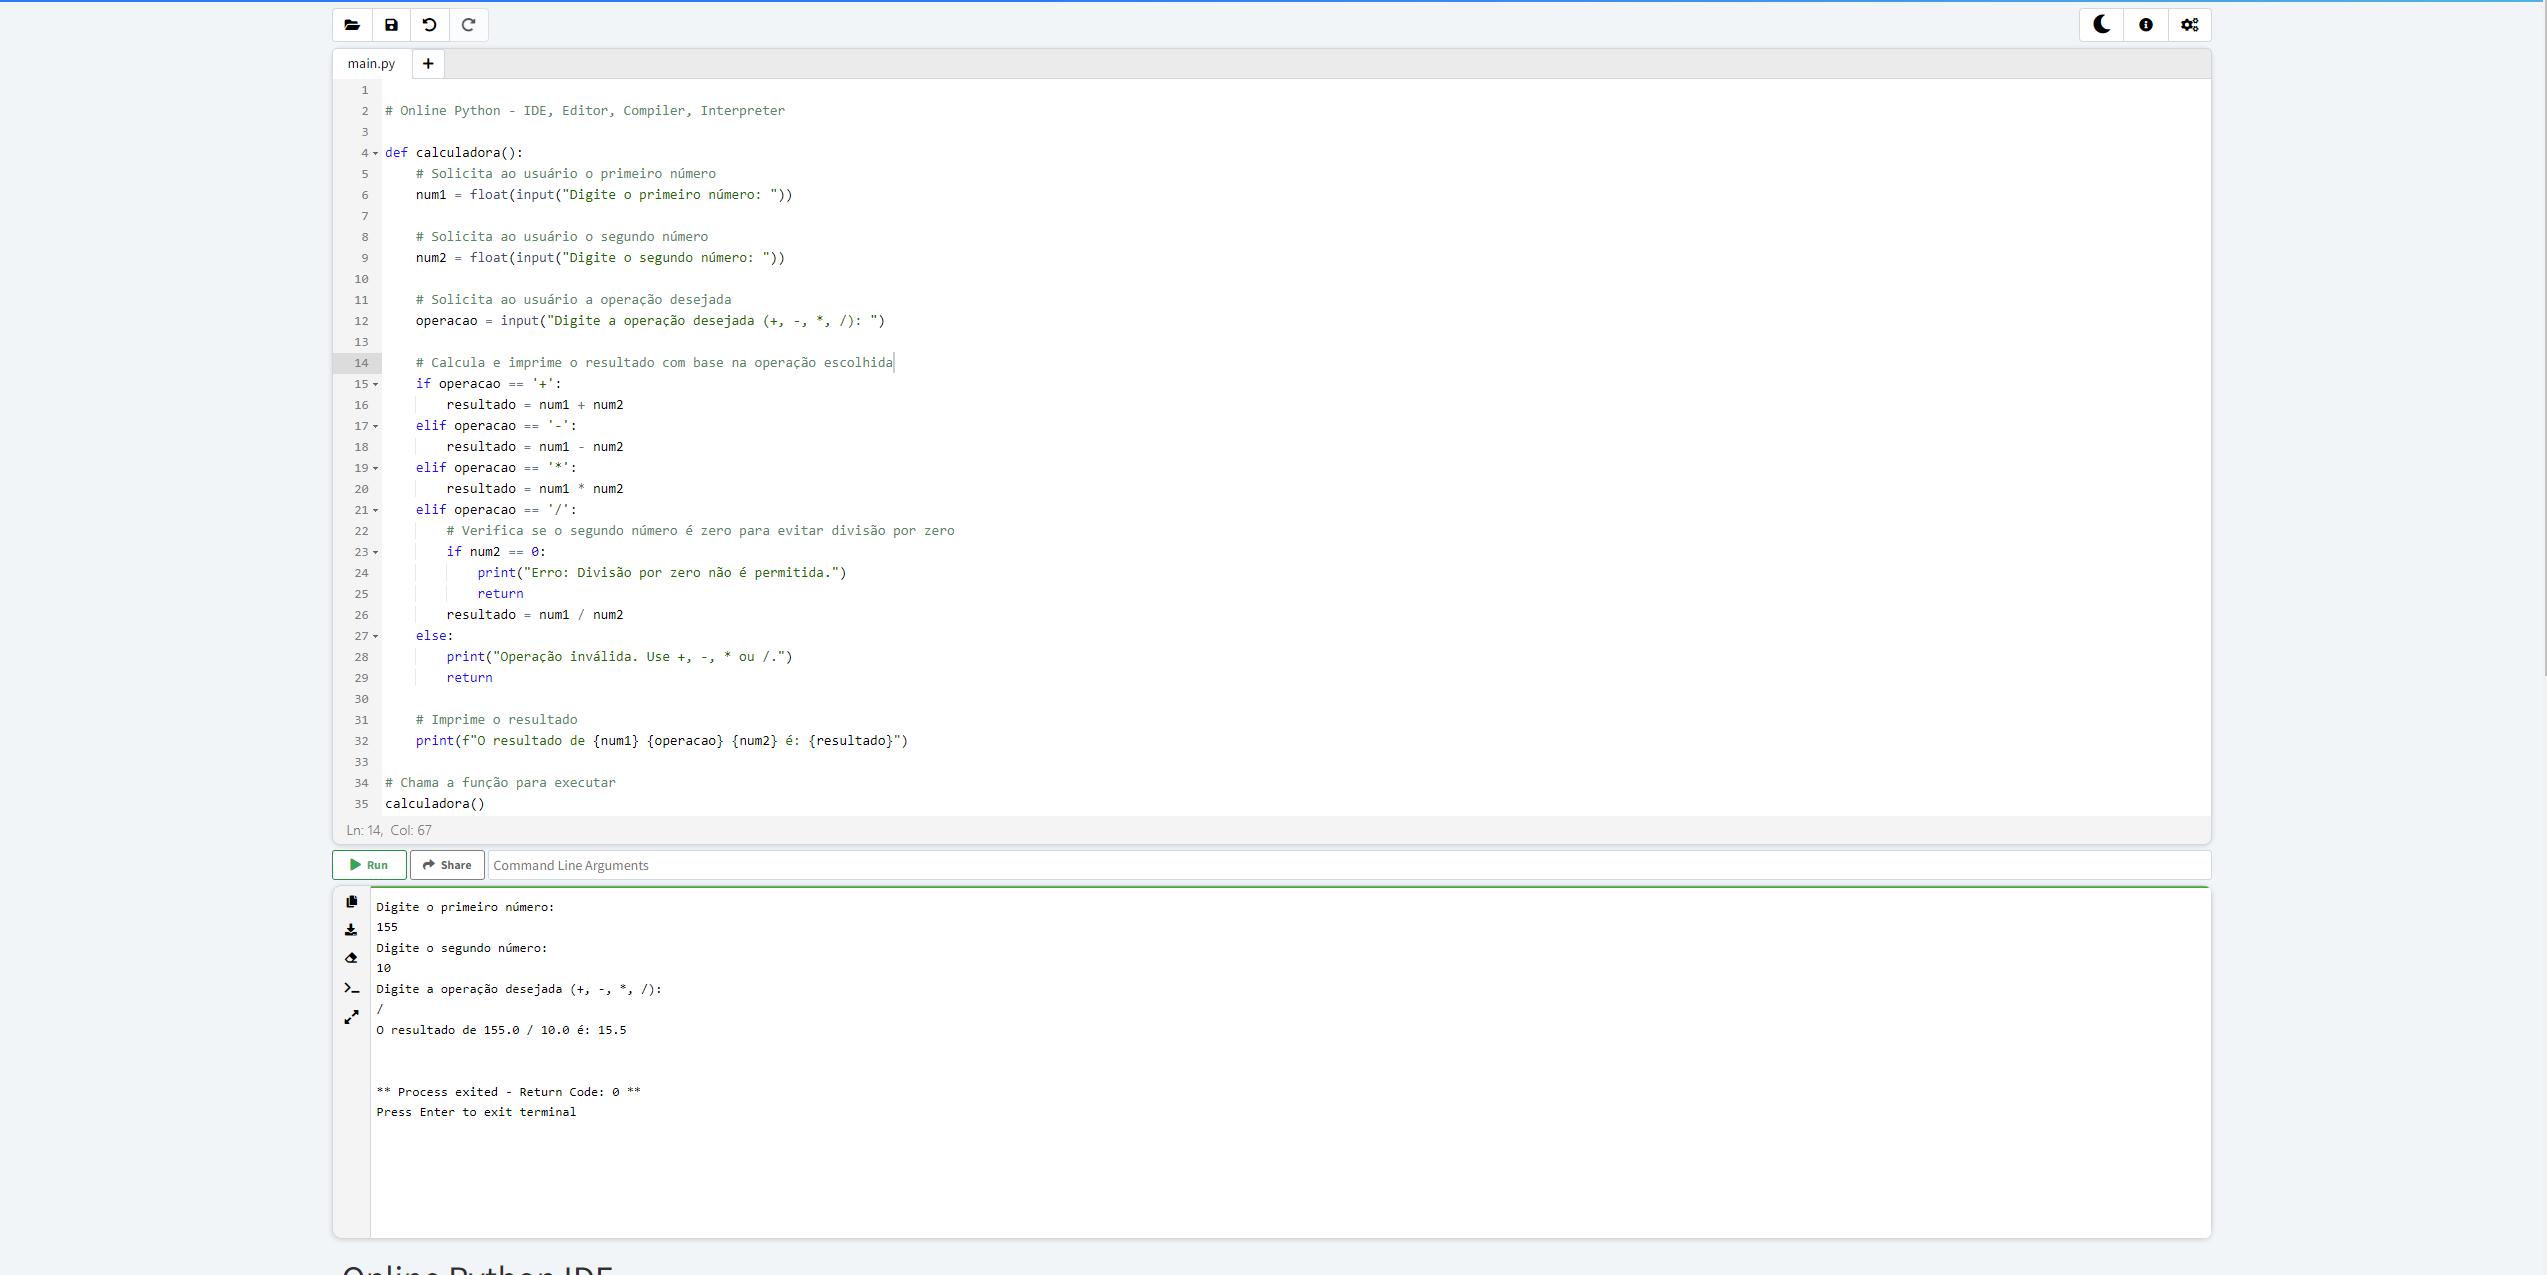 main.py
1
2 # Online Python - IDE, Editor, Compiler, Interpreter
3
4 def calculadora():
5     # Solicita ao usuário o primeiro número
6     num1 = float(input("Digite o primeiro número: "))
7
8     # Solicita ao usuário o segundo número
9     num2 = float(input("Digite o segundo número: "))
10
11     # Solicita ao usuário a operação desejada
12     operacao = input("Digite a operação desejada (+, -, *, /): ")
13
14     # Calcula e imprime o resultado com base na operação escolhida
15     if operacao == '+':
16         resultado = num1 + num2
17     elif operacao == '-':
18         resultado = num1 - num2
19     elif operacao == '*':
20         resultado = num1 * num2
21     elif operacao == '/':
22         # Verifica se o segundo número é zero para evitar divisão por zero
23         if num2 == 0:
24             print("Erro: Divisão por zero não é permitida.")
25             return
26         resultado = num1 / num2
27     else:
28         print("Operação inválida. Use +, -, * ou /.")
29         return
30
31     # Imprime o resultado
32     print(f"O resultado de {num1} {operacao} {num2} é: {resultado}")
33
34 # Chama a função para executar
35 calculadora()
Ln: 14, Col: 67
Run Share Command Line Arguments
Digite o primeiro número:
155
Digite o segundo número:
10
Digite a operação desejada (+, -, *, /):
/
O resultado de 155.0 / 10.0 é: 15.5
** Process exited - Return Code: 0 **
Press Enter to exit terminal
Online Python IDE